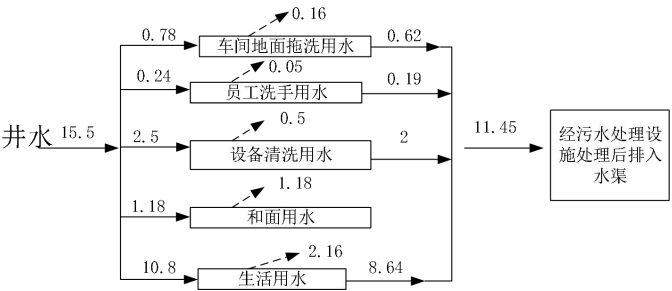 0.16
0.78
车间地面拖洗用水
0.62
0.05
0.24
员工洗手用水
0.19
0.5
井水
15.5
2.5
设备清洗用水
2
11.45
经污水处理设
施处理后排入
水渠
1.18
1.18
和面用水
2.16
10.8
生活用水
8.64